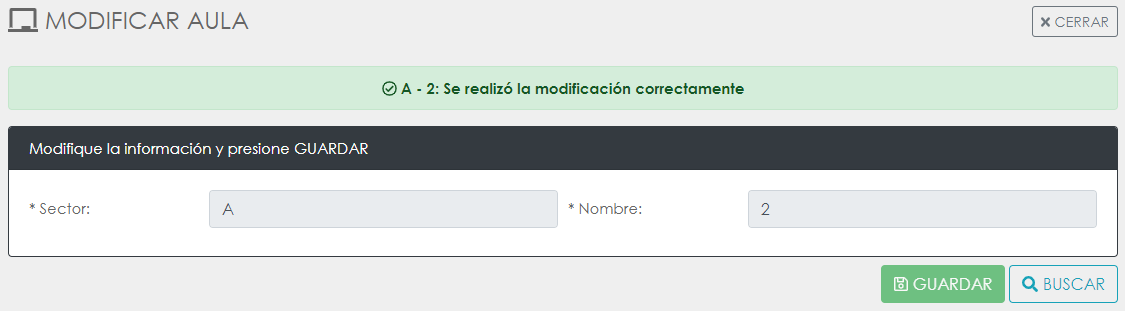 MODIFICAR AULA
CERRAR
A - 2: Se realizó la modificación correctamente
Modifique la información y presione GUARDAR
* Sector: A * Nombre: 2
GUARDAR BUSCAR